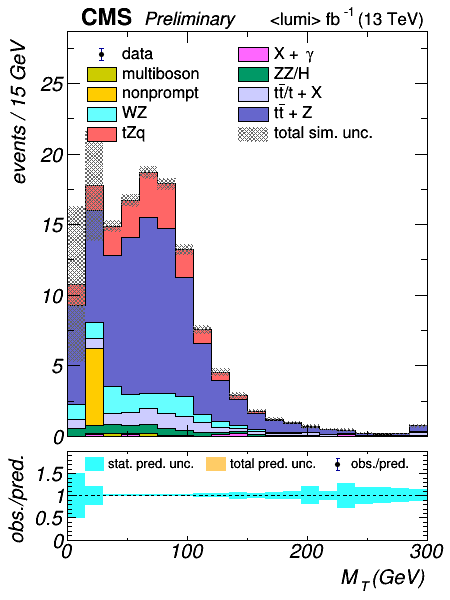 CMS Preliminary <lumi> fb⁻¹ (13 TeV)
events / 15 GeV
data
multiboson
nonprompt
WZ
tZq
X + γ
ZZ/H
tt̄/t + X
tt̄ + Z
total sim. unc.
25
20
15
10
5
0
obs./pred.
stat. pred. unc. total pred. unc. obs./pred.
1.5
1
0.5
0
0 100 200 300
M_T(GeV)